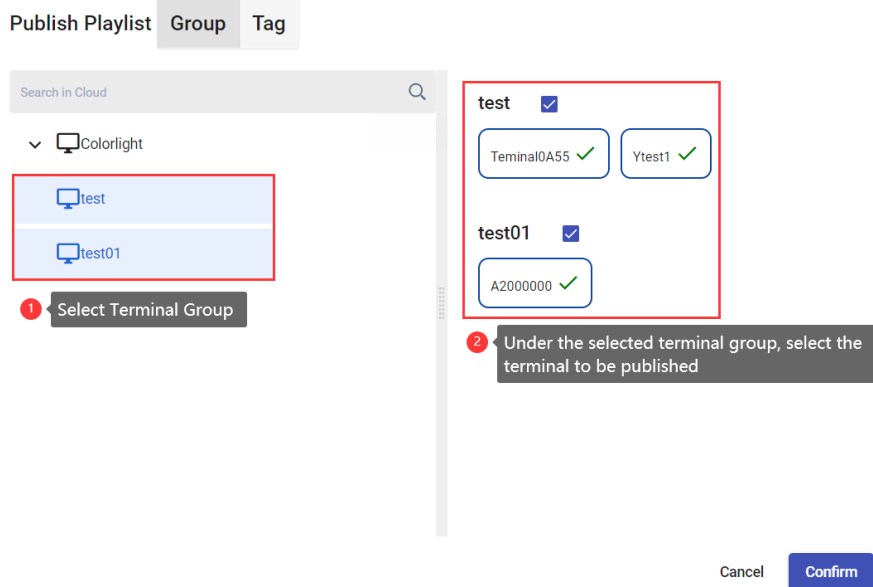 Publish Playlist Group Tag
Search in Cloud
Colorlight
test
test01
1 Select Terminal Group
test
Teminal0A55 Ytest1
test01
A2000000
2 Under the selected terminal group, select the
terminal to be published
Cancel Confirm